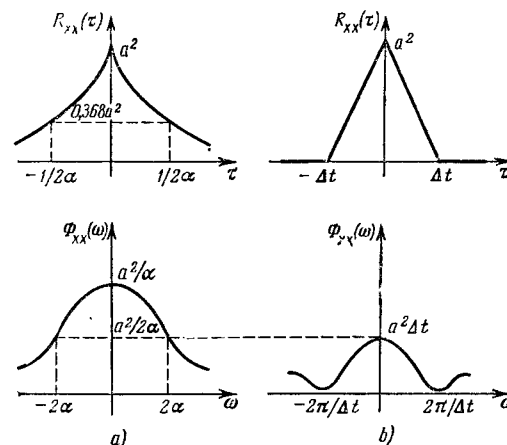 R_xx(τ)
a²
0,368a²
-1/2α
1/2α
τ
R_xx(τ)
a²
-Δt
Δt
τ
Φ_xx(ω)
a²/α
a²/2α
-2α
2α
ω
a)
Φ_xx(ω)
a²Δt
-2π/Δt
2π/Δt
ω
b)